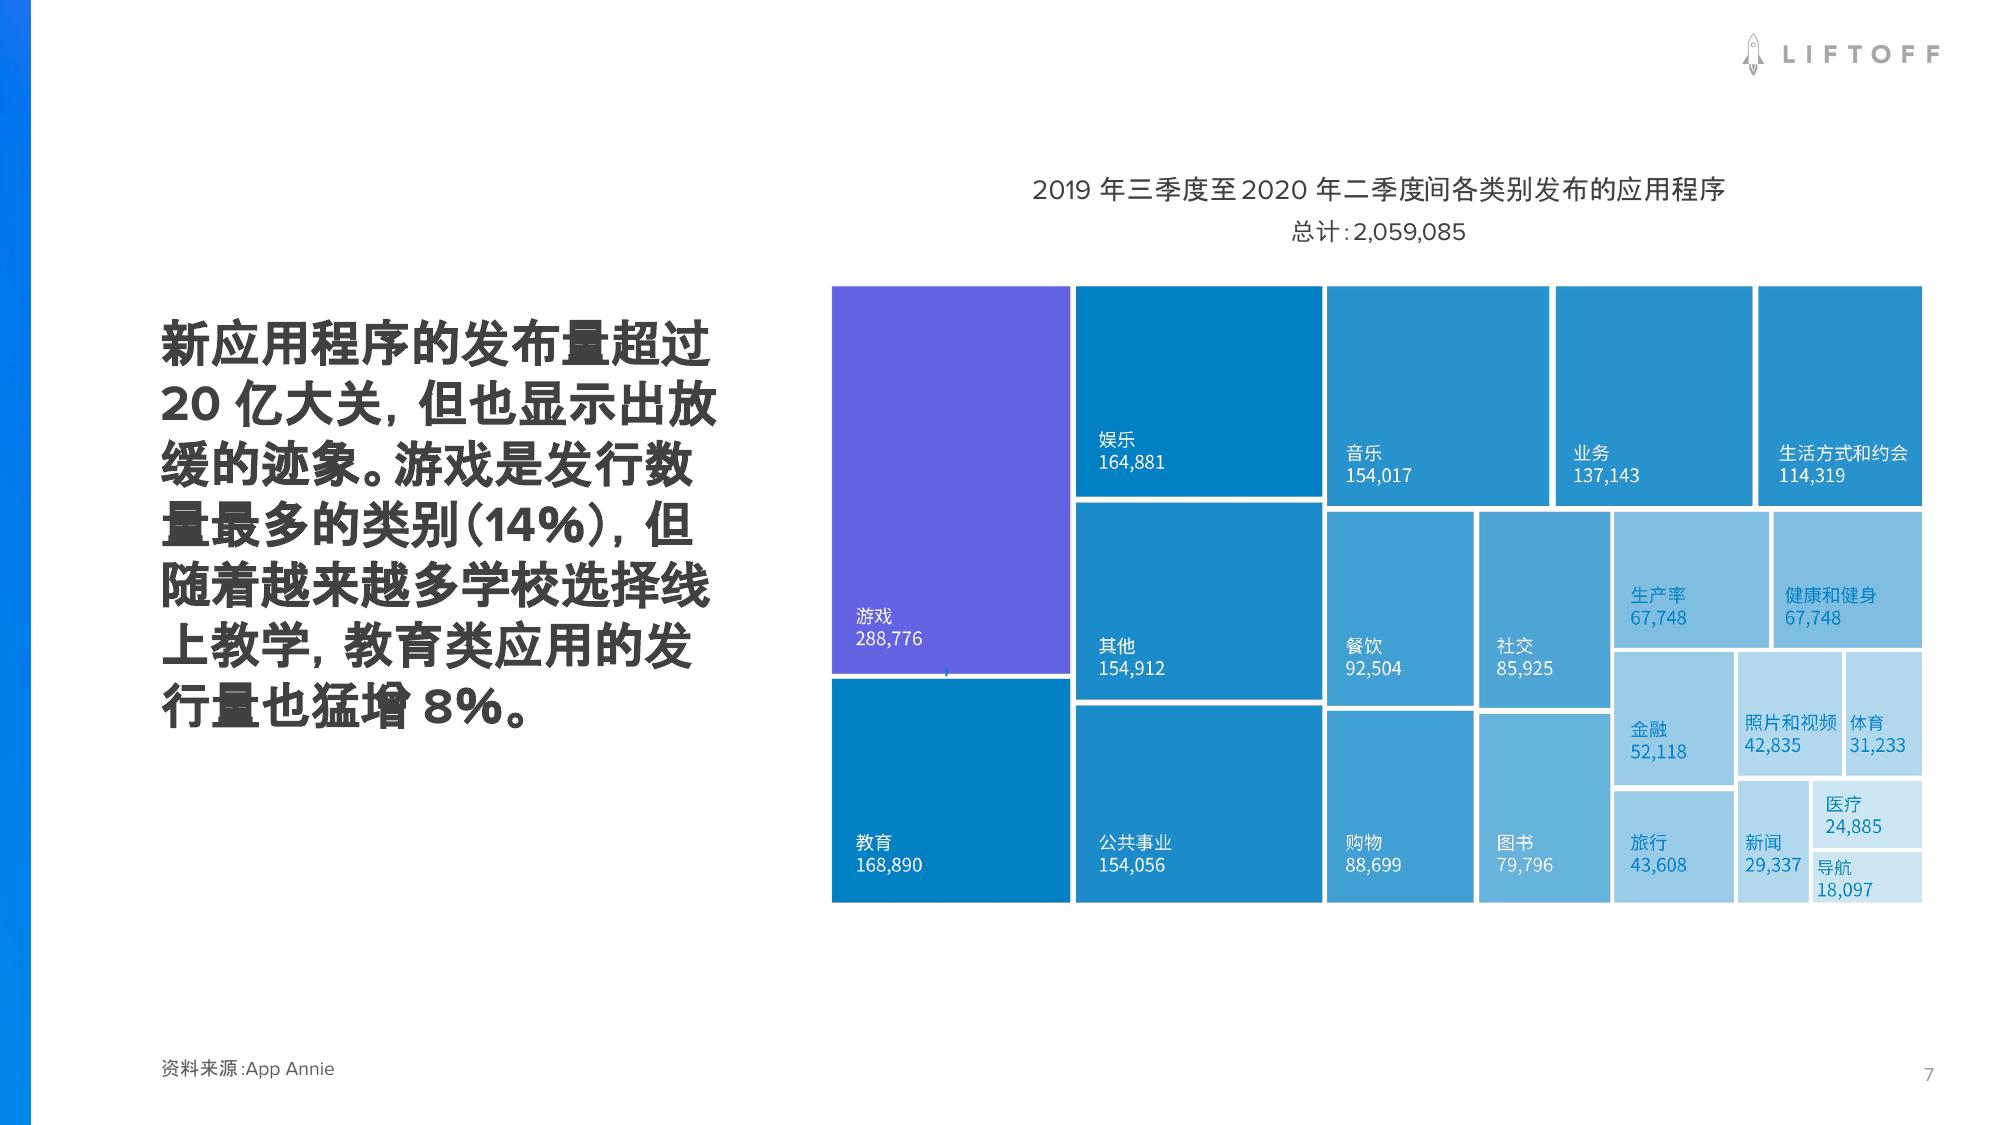 LIFTOFF
2019 年三季度至 2020 年二季度间各类别发布的应用程序
总计:2,059,085
新应用程序的发布量超过
20 亿大关, 但也显示出放
缓的迹象。游戏是发行数
量最多的类别(14%), 但
随着越来越多学校选择线
上教学, 教育类应用的发
行量也猛增 8%。
游戏
288,776
教育
168,890
娱乐
164,881
其他
154,912
公共事业
154,056
音乐
154,017
业务
137,143
生活方式和约会
114,319
餐饮
92,504
购物
88,699
社交
85,925
图书
79,796
生产率
67,748
健康和健身
67,748
金融
52,118
旅行
43,608
照片和视频
42,835
体育
31,233
新闻
29,337
医疗
24,885
导航
18,097
资料来源:App Annie
7